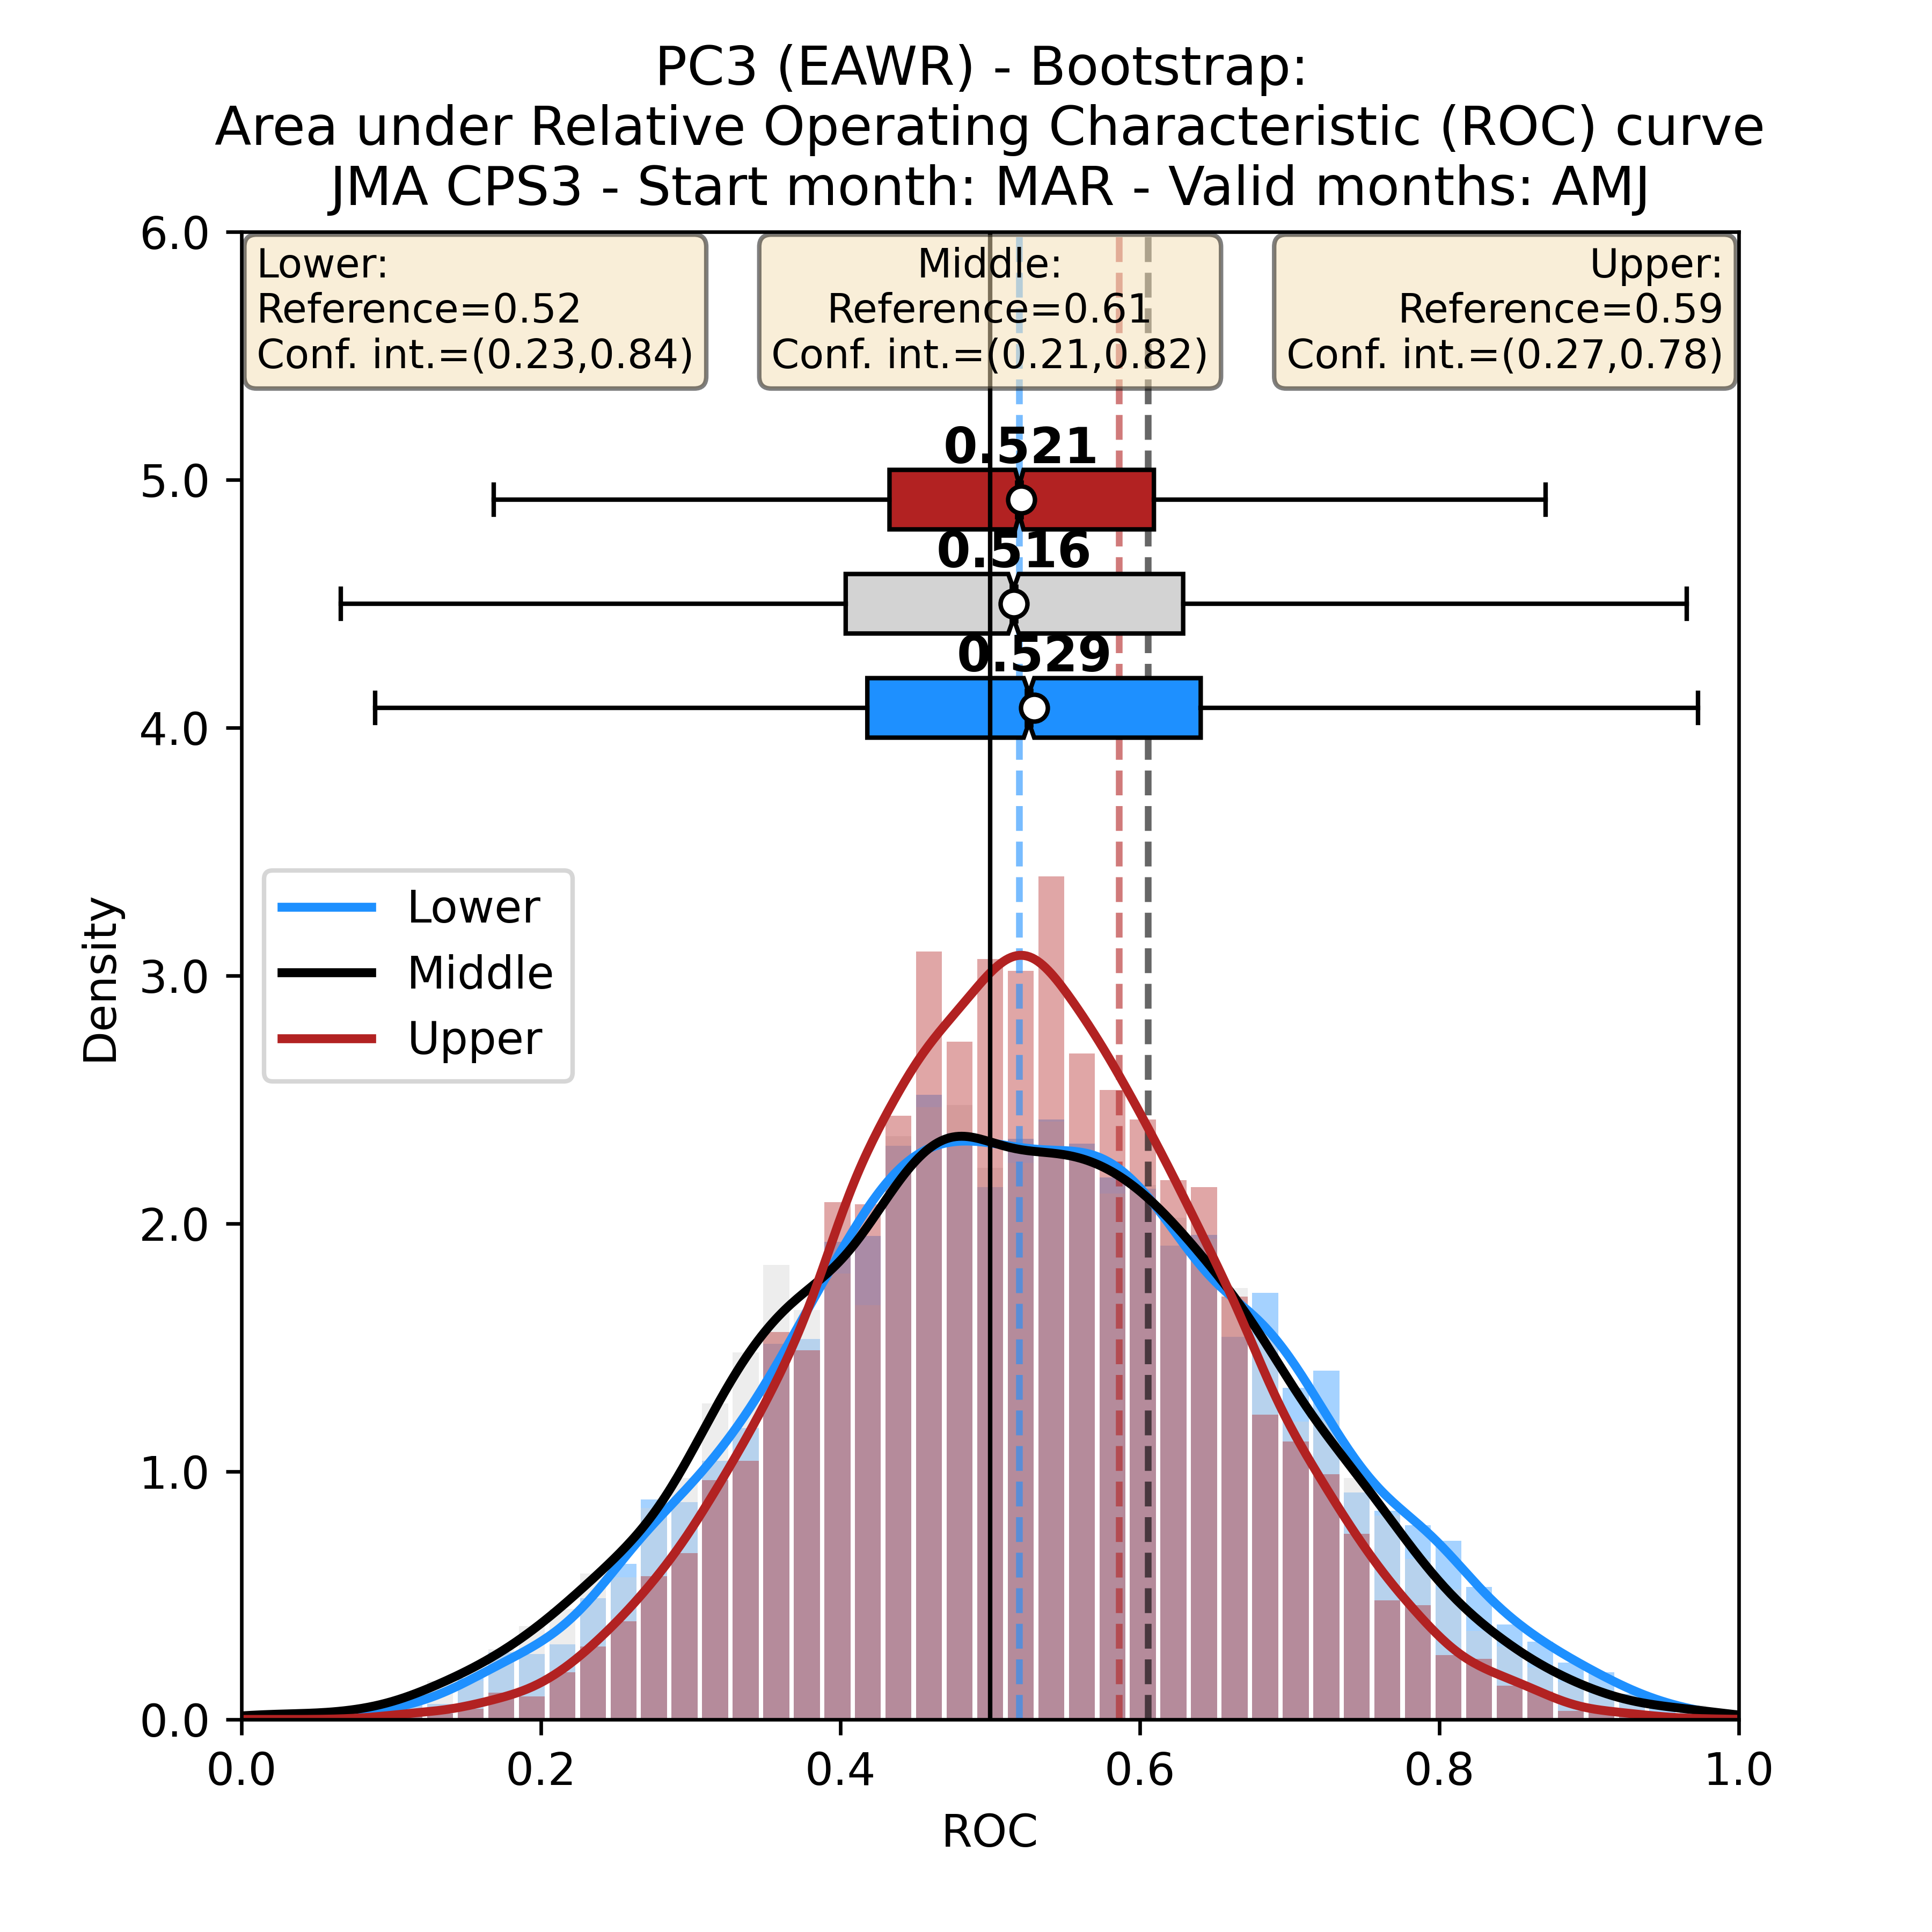 PC3 (EAWR) - Bootstrap:
Area under Relative Operating Characteristic (ROC) curve
JMA CPS3 - Start month: MAR - Valid months: AMJ
6.0
Lower:
Reference=0.52
Conf. int.=(0.23,0.84)
Middle:
Reference=0.61
Conf. int.=(0.21,0.82)
Upper:
Reference=0.59
Conf. int.=(0.27,0.78)
0.521
5.0
0.516
0.529
4.0
Lower
Middle
Upper
Density
3.0
2.0
1.0
0.0
0.0 0.2 0.4 0.6 0.8 1.0
ROC